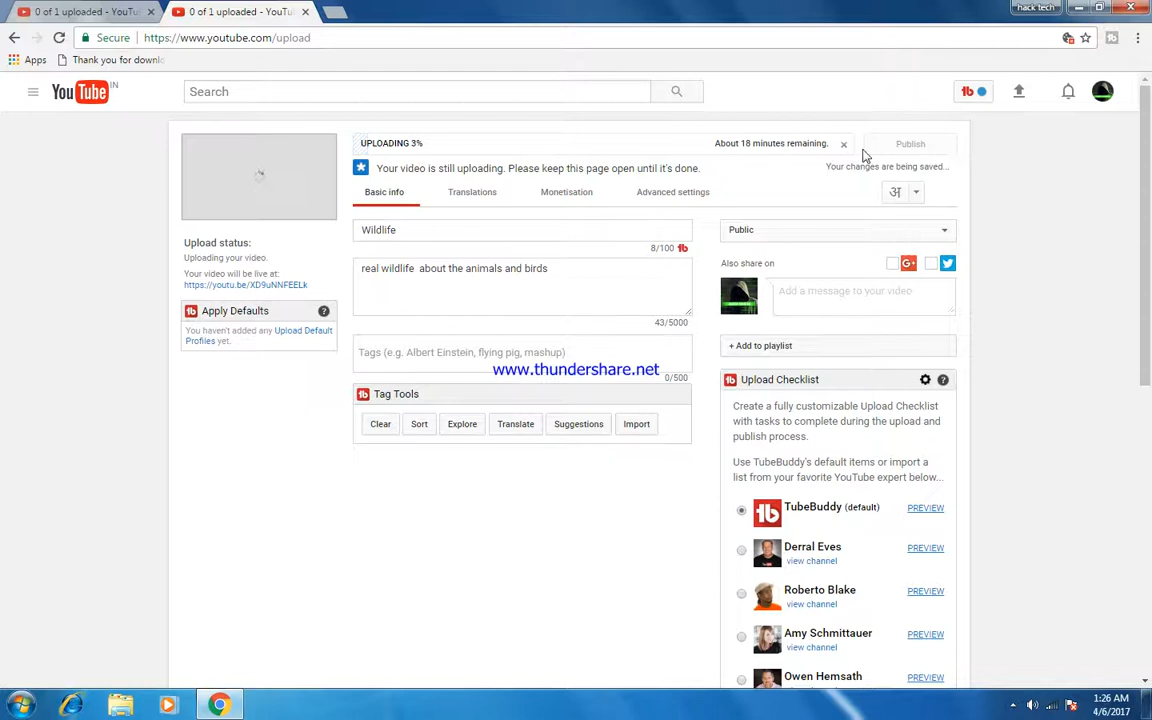 0 of 1 uploaded - YouTu
0 of 1 uploaded - YouTu
hack tech
Secure
https://www.youtube.com/upload
Apps
Thank you for downlo
YouTube IN
Search
tb
UPLOADING 3%
About 18 minutes remaining.
Publish
Your video is still uploading. Please keep this page open until it's done.
Your changes are being saved...
Basic info
Translations
Monetisation
Advanced settings
अ
Wildlife
8/100
Public
real wildlife about the animals and birds
43/5000
Upload status:
Uploading your video.
Your video will be live at:
https://youtu.be/XD9uNNFEELk
Also share on
G+
Add a message to your video
Apply Defaults
You haven't added any Upload Default
Profiles yet.
Tags (e.g. Albert Einstein, flying pig, mashup)
www.thundershare.net
0/500
+ Add to playlist
Tag Tools
Clear
Sort
Explore
Translate
Suggestions
Import
Upload Checklist
Create a fully customizable Upload Checklist
with tasks to complete during the upload and
publish process.
Use TubeBuddy's default items or import a
list from your favorite YouTube expert below...
TubeBuddy (default)
PREVIEW
Derral Eves
view channel
PREVIEW
Roberto Blake
view channel
PREVIEW
Amy Schmittauer
view channel
PREVIEW
Owen Hemsath
PREVIEW
1:26 AM
4/6/2017